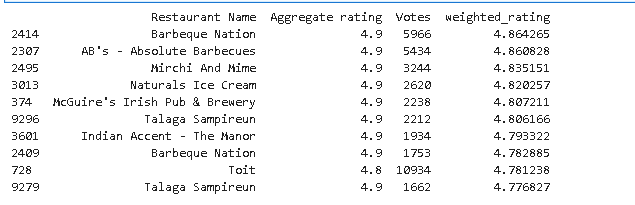 Restaurant Name Aggregate rating Votes weighted_rating
2414 Barbeque Nation 4.9 5966 4.864265
2307 AB's - Absolute Barbecues 4.9 5434 4.860828
2495 Mirchi And Mime 4.9 3244 4.835151
3013 Naturals Ice Cream 4.9 2620 4.820257
374 McGuire's Irish Pub & Brewery 4.9 2238 4.807211
9296 Talaga Sampireun 4.9 2212 4.806166
3601 Indian Accent - The Manor 4.9 1934 4.793322
2409 Barbeque Nation 4.9 1753 4.782885
728 Toit 4.8 10934 4.781238
9279 Talaga Sampireun 4.9 1662 4.776827